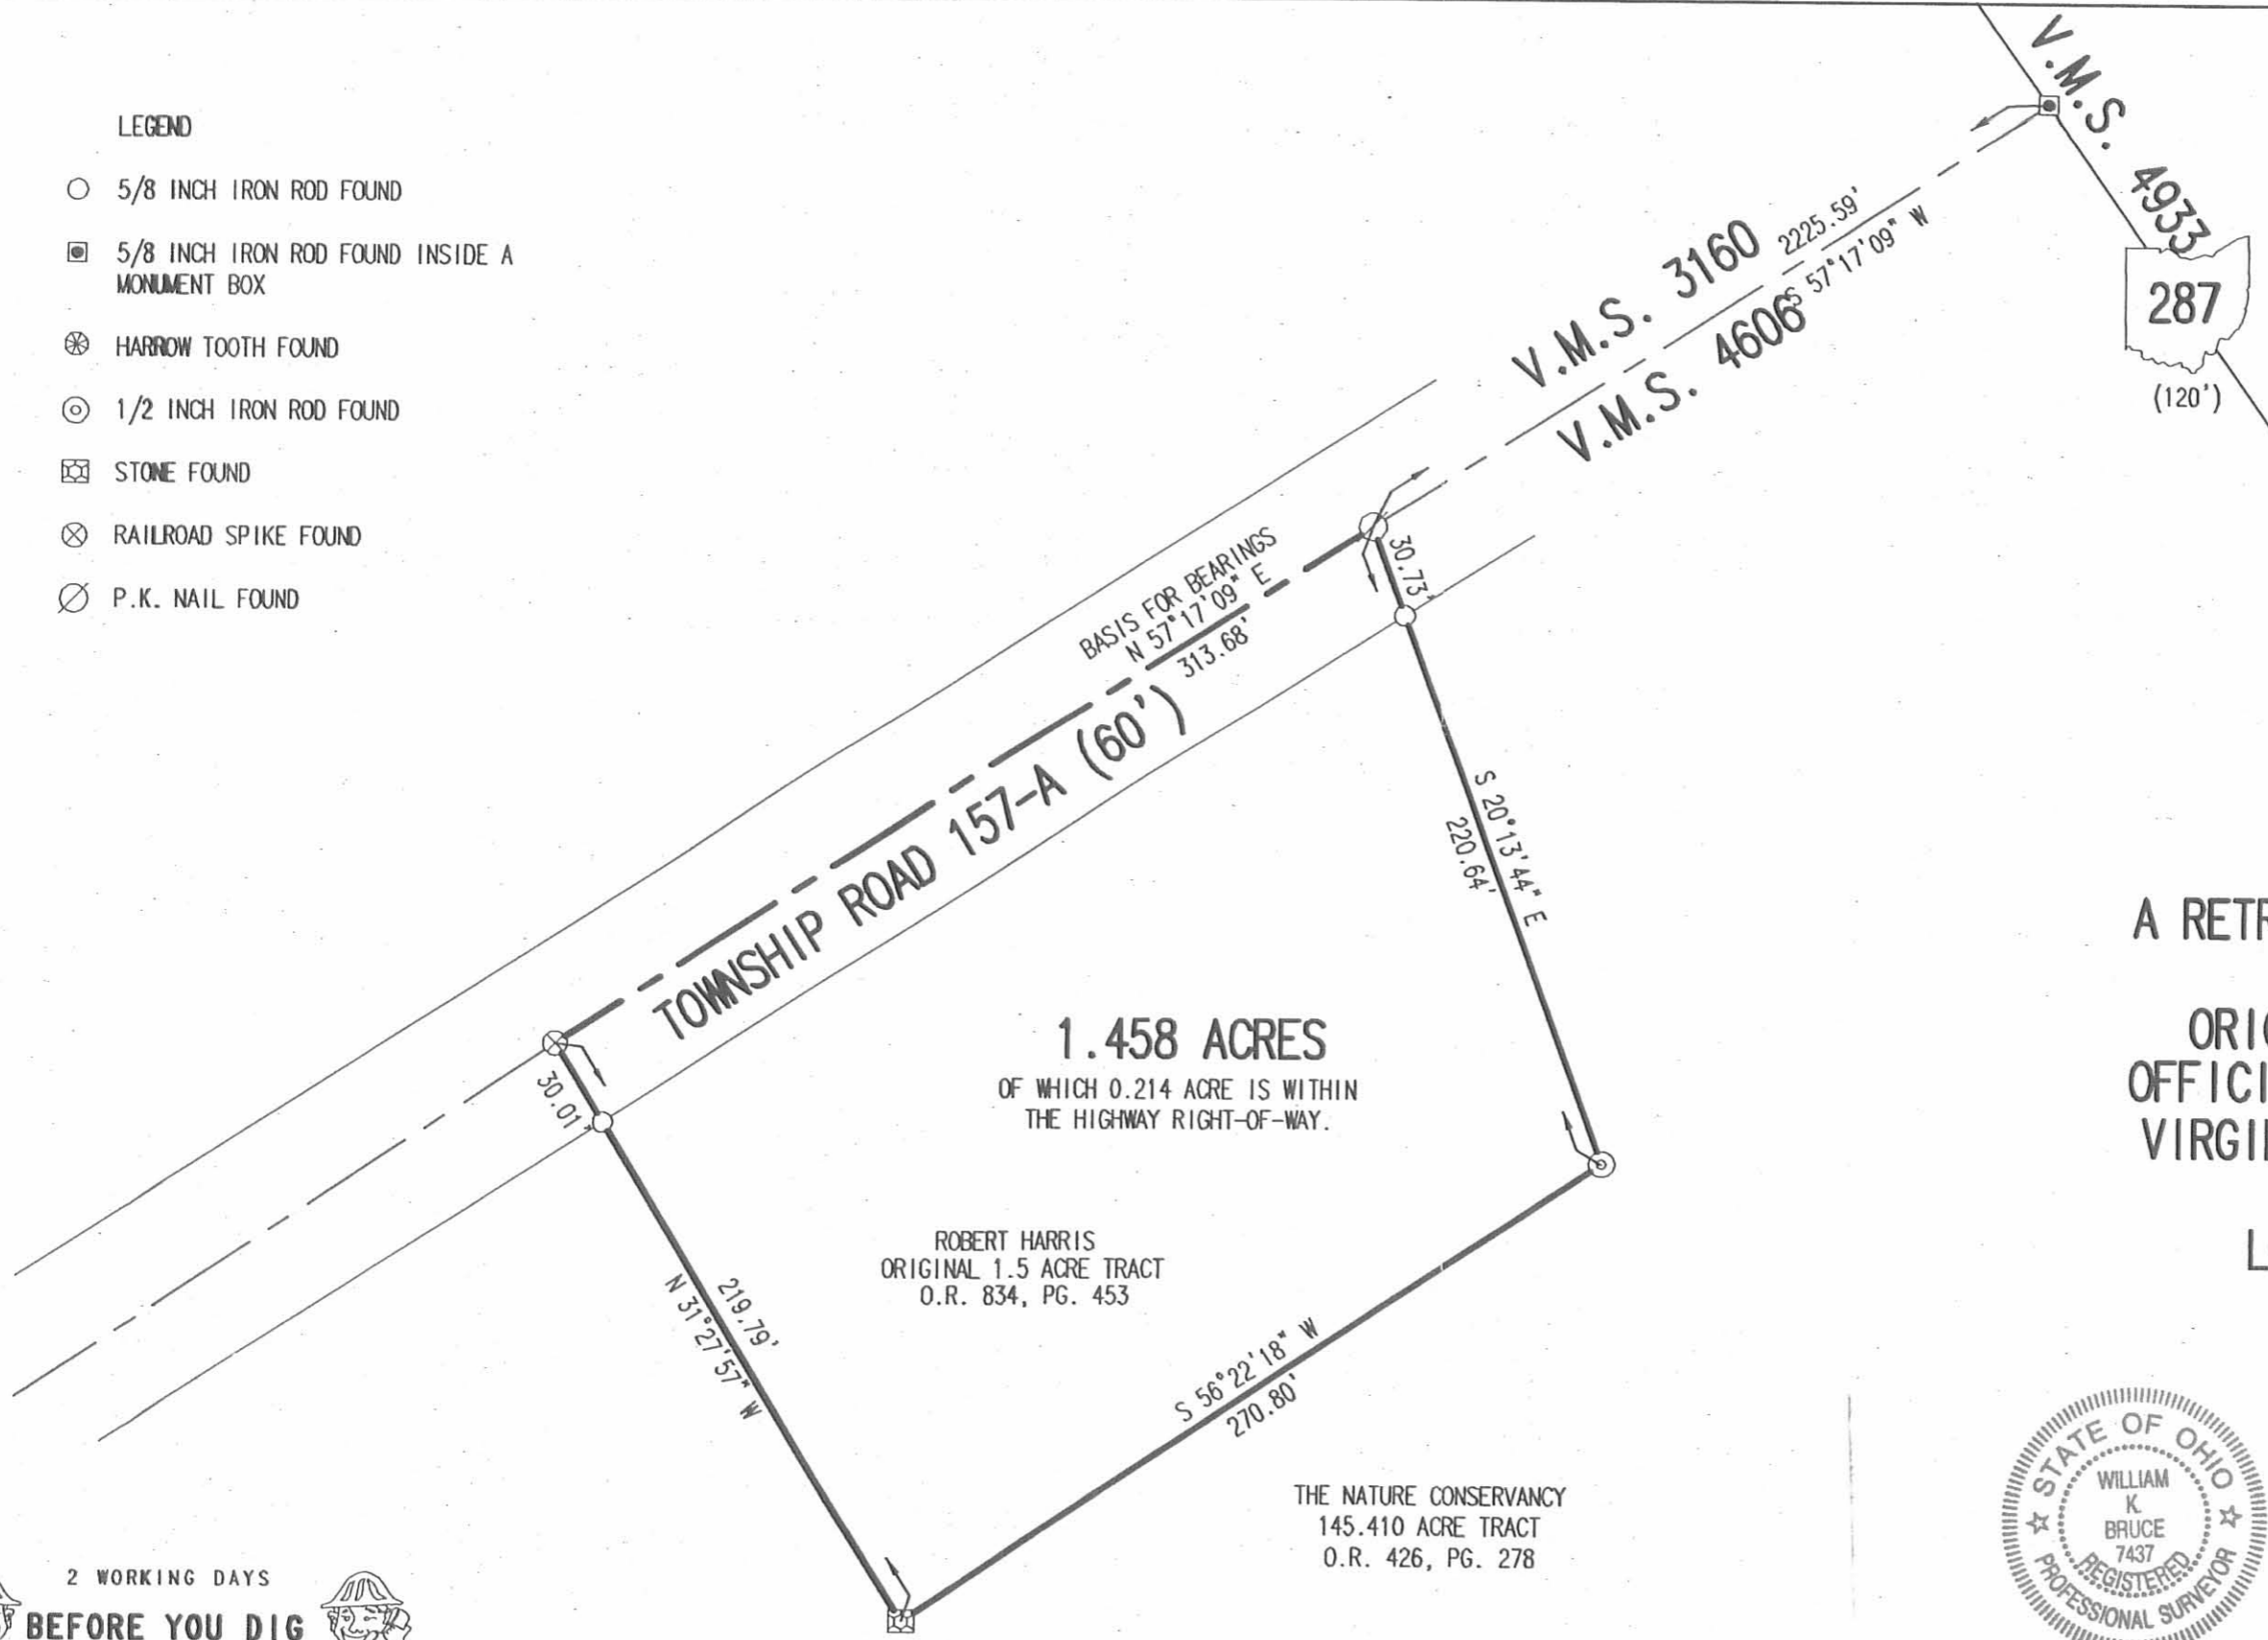 LEGEND
5/8 INCH IRON ROD FOUND
5/8 INCH IRON ROD FOUND INSIDE A
MONUMENT BOX
HARROW TOOTH FOUND
1/2 INCH IRON ROD FOUND
STONE FOUND
RAILROAD SPIKE FOUND
P.K. NAIL FOUND
V.M.S. 4933
287
(120')
V.M.S. 3160
2225.59'
S 57°17'09" W
V.M.S. 4606
BASIS FOR BEARINGS
N 57°17'09" E
313.68'
30.73'
TOWNSHIP ROAD 157-A (60')
S 20°13'44" E
220.64'
30.01'
1.458 ACRES
OF WHICH 0.214 ACRE IS WITHIN
THE HIGHWAY RIGHT-OF-WAY.
219.79'
N 31°27'57" W
ROBERT HARRIS
ORIGINAL 1.5 ACRE TRACT
O.R. 834, PG. 453
S 56°22'18" W
270.80'
THE NATURE CONSERVANCY
145.410 ACRE TRACT
O.R. 426, PG. 278
A RETR
ORIG
OFFICI
VIRGI
L
STATE OF OHIO
WILLIAM
K.
BRUCE
7437
REGISTERED
PROFESSIONAL SURVEYOR
2 WORKING DAYS
BEFORE YOU DIG